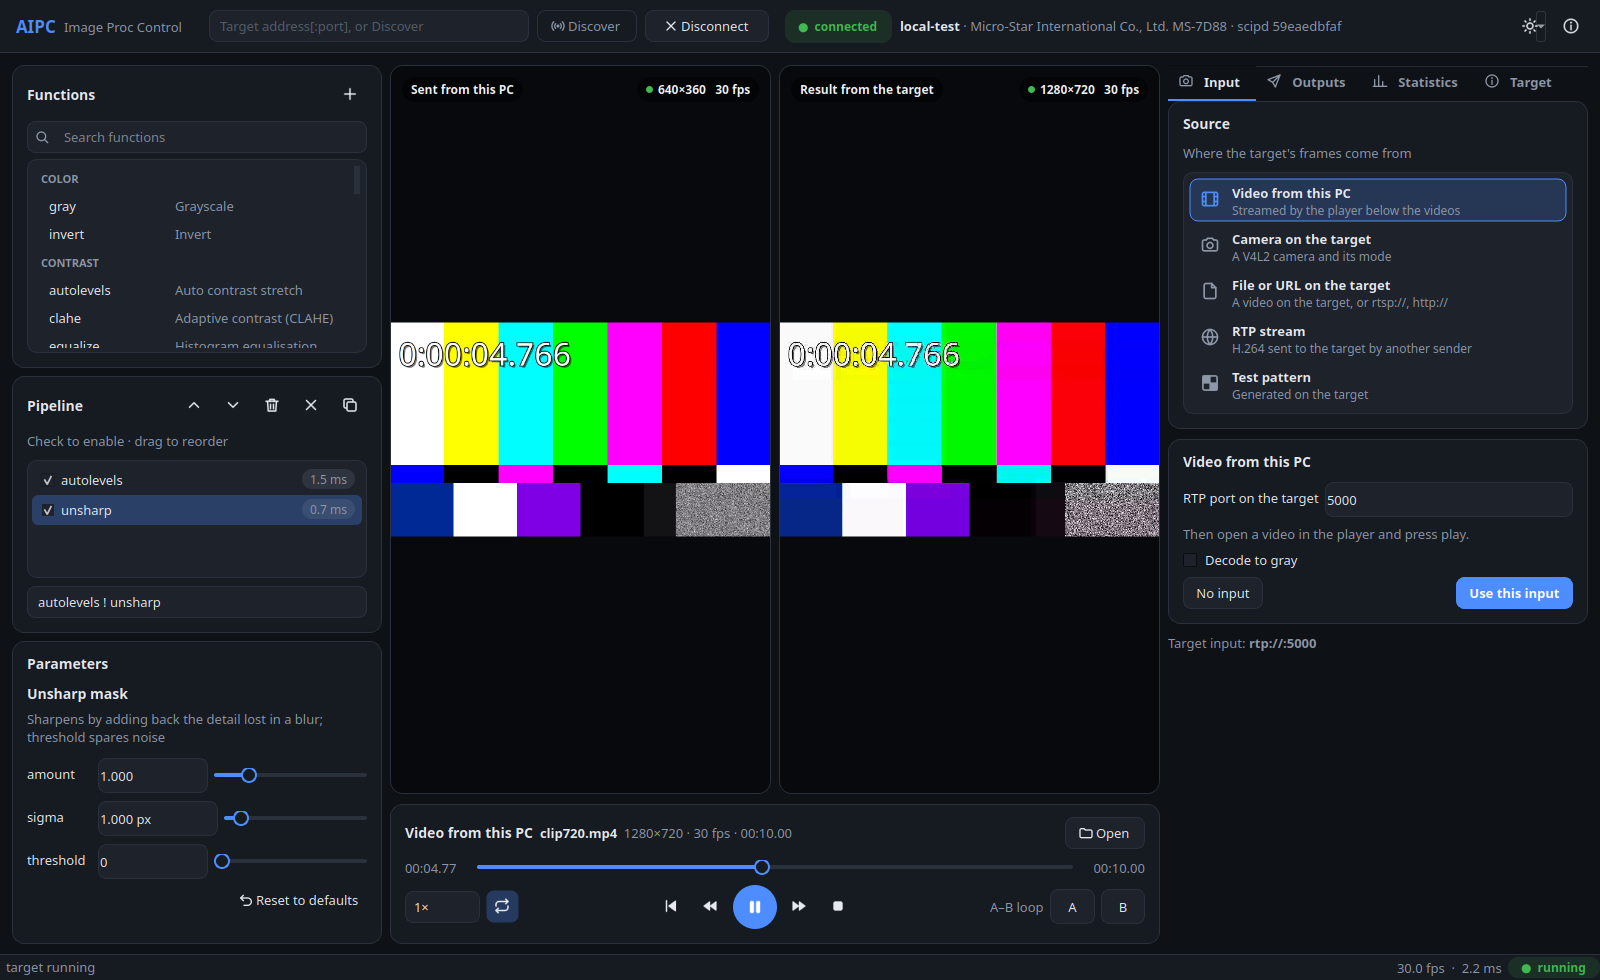 AIPC Image Proc Control
Target address[:port], or Discover
Discover
Disconnect
connected
local-test · Micro-Star International Co., Ltd. MS-7D88 · scipd 59eaedbfaf
Functions
Search functions
COLOR
gray Grayscale
invert Invert
CONTRAST
autolevels Auto contrast stretch
clahe Adaptive contrast (CLAHE)
equalize Histogram equalisation
Pipeline
Check to enable · drag to reorder
autolevels 1.5 ms
unsharp 0.7 ms
autolevels ! unsharp
Parameters
Unsharp mask
Sharpens by adding back the detail lost in a blur;
threshold spares noise
amount 1.000
sigma 1.000 px
threshold 0
Reset to defaults
Sent from this PC
640×360 30 fps
0:00:04.766
Result from the target
1280×720 30 fps
0:00:04.766
Video from this PC clip720.mp4 1280×720 · 30 fps · 00:10.00
Open
00:04.77
00:10.00
1×
A–B loop
A
B
Input
Outputs
Statistics
Target
Source
Where the target's frames come from
Video from this PC
Streamed by the player below the videos
Camera on the target
A V4L2 camera and its mode
File or URL on the target
A video on the target, or rtsp://, http://
RTP stream
H.264 sent to the target by another sender
Test pattern
Generated on the target
Video from this PC
RTP port on the target 5000
Then open a video in the player and press play.
Decode to gray
No input
Use this input
Target input: rtp://:5000
target running
30.0 fps · 2.2 ms
running